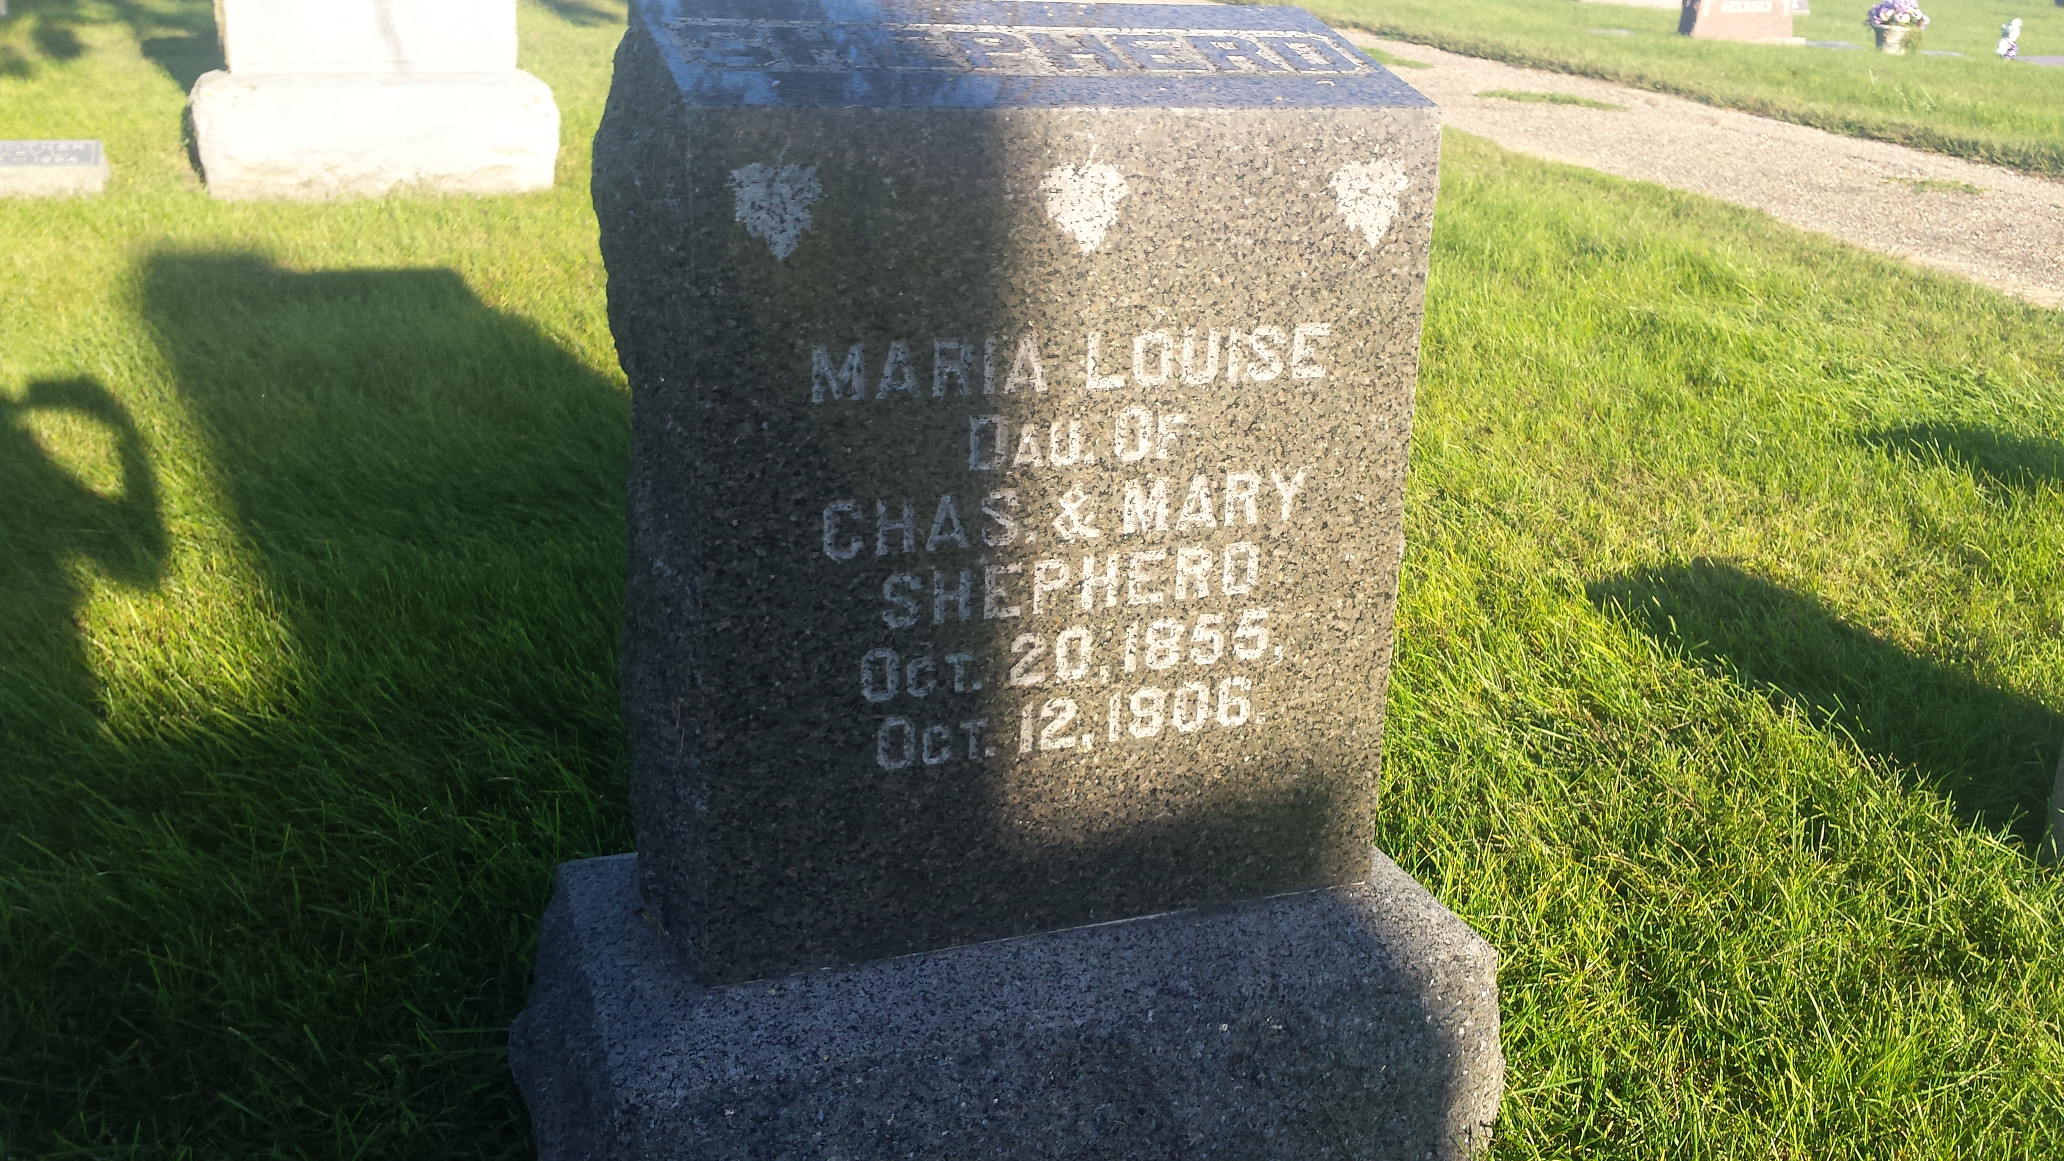 SHEPHERD
MARIA LOUISE
DAU. OF
CHAS. & MARY
SHEPHERD
OCT. 20, 1855,
OCT. 12, 1906.